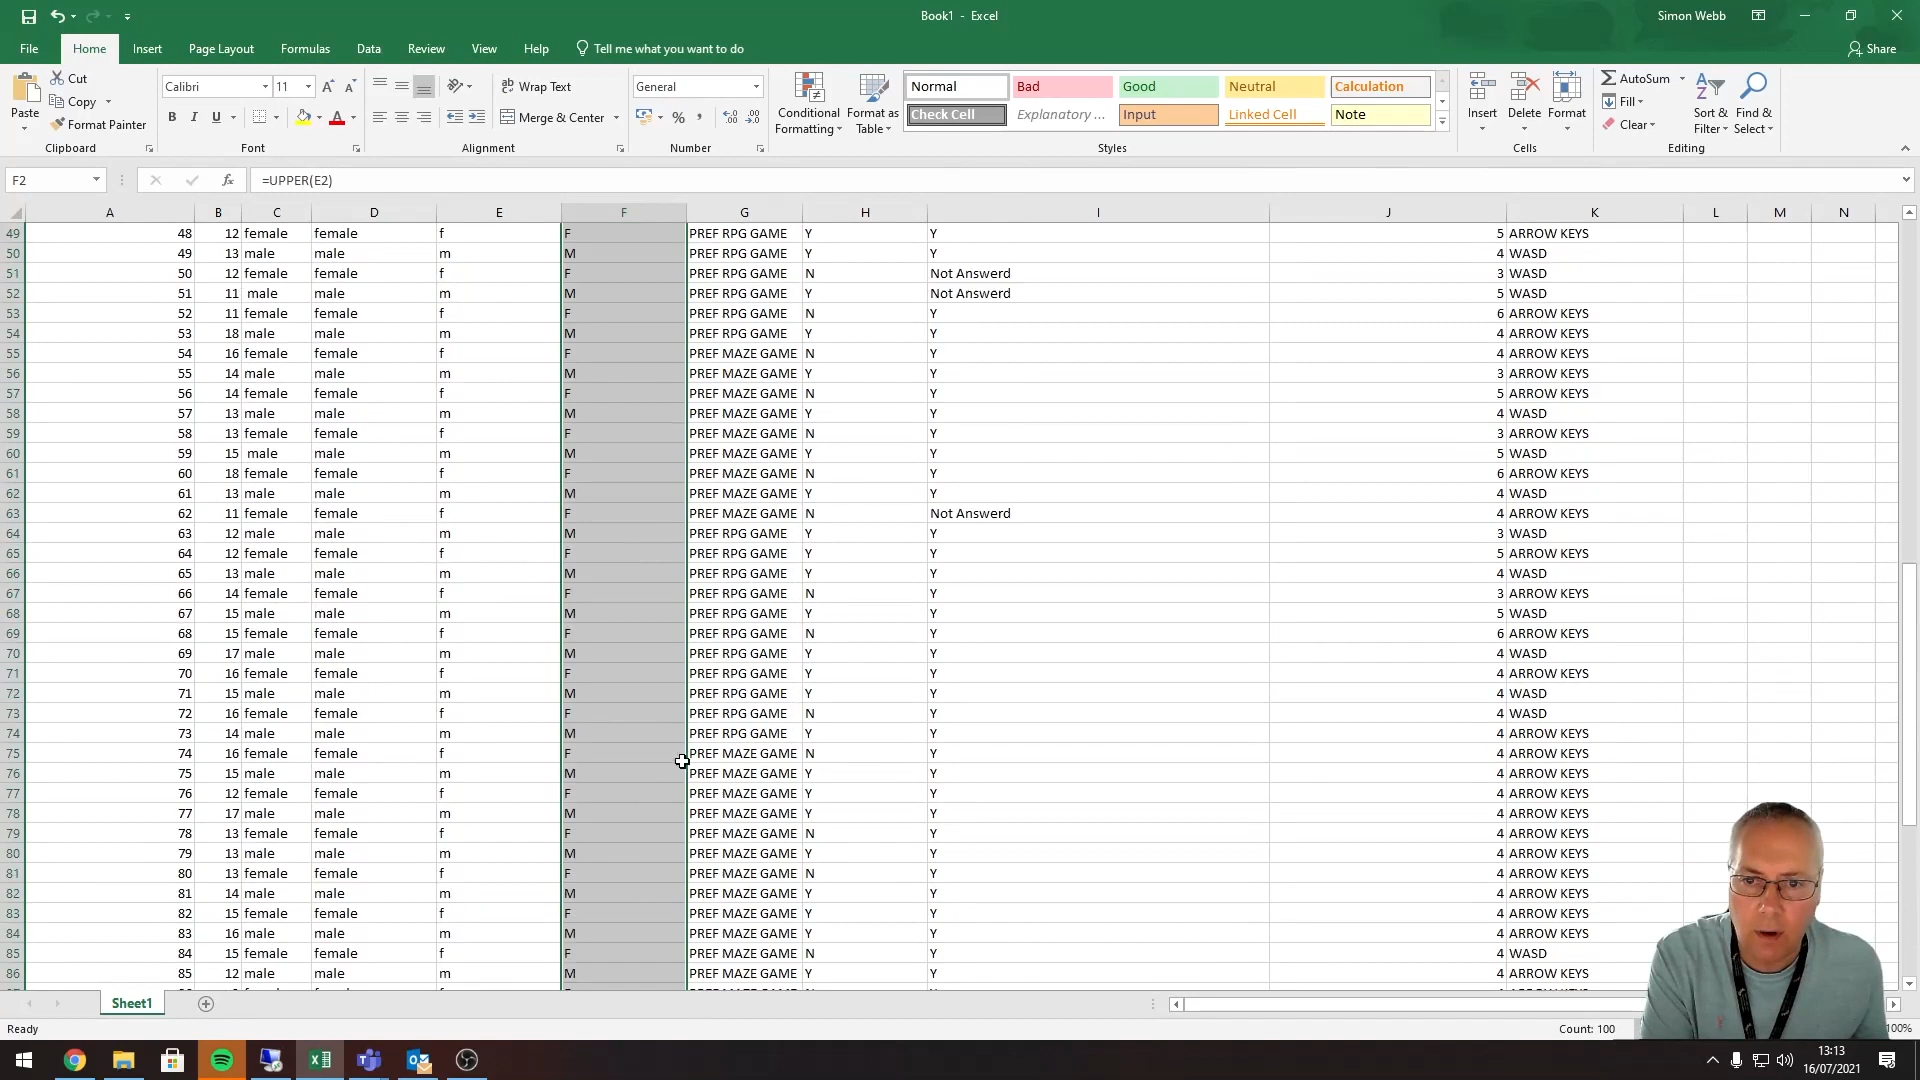 Book1 - Excel
Simon Webb
File Home Insert Page Layout Formulas Data Review View Help Tell me what you want to do Share
Paste
Cut
Copy
Format Painter
Clipboard
Calibri 11 A A
B I U A
Font
Wrap Text
Merge & Center
Alignment
General
% ,
Number
Conditional Formatting
Format as Table
Normal Bad Good Neutral Calculation
Check Cell Explanatory ... Input Linked Cell Note
Styles
Insert Delete Format
Cells
AutoSum
Fill
Clear
Sort & Filter
Find & Select
Editing
F2 fx =UPPER(E2)
A B C D E F G H I J K L M N
49 48 12 female female f F PREF RPG GAME Y Y 5 ARROW KEYS
50 49 13 male male m M PREF RPG GAME Y Y 4 WASD
51 50 12 female female f F PREF RPG GAME N Not Answerd 3 WASD
52 51 11 male male m M PREF RPG GAME Y Not Answerd 5 WASD
53 52 11 female female f F PREF RPG GAME N Y 6 ARROW KEYS
54 53 18 male male m M PREF RPG GAME Y Y 4 ARROW KEYS
55 54 16 female female f F PREF MAZE GAME N Y 4 ARROW KEYS
56 55 14 male male m M PREF MAZE GAME Y Y 3 ARROW KEYS
57 56 14 female female f F PREF MAZE GAME N Y 5 ARROW KEYS
58 57 13 male male m M PREF MAZE GAME Y Y 4 WASD
59 58 13 female female f F PREF MAZE GAME N Y 3 ARROW KEYS
60 59 15 male male m M PREF MAZE GAME Y Y 5 WASD
61 60 18 female female f F PREF MAZE GAME N Y 6 ARROW KEYS
62 61 13 male male m M PREF MAZE GAME Y Y 4 WASD
63 62 11 female female f F PREF MAZE GAME N Not Answerd 4 ARROW KEYS
64 63 12 male male m M PREF RPG GAME Y Y 3 WASD
65 64 12 female female f F PREF RPG GAME Y Y 5 ARROW KEYS
66 65 13 male male m M PREF RPG GAME Y Y 4 WASD
67 66 14 female female f F PREF RPG GAME N Y 3 ARROW KEYS
68 67 15 male male m M PREF RPG GAME Y Y 5 WASD
69 68 15 female female f F PREF RPG GAME N Y 6 ARROW KEYS
70 69 17 male male m M PREF RPG GAME Y Y 4 WASD
71 70 16 female female f F PREF RPG GAME Y Y 4 ARROW KEYS
72 71 15 male male m M PREF RPG GAME Y Y 4 WASD
73 72 16 female female f F PREF RPG GAME N Y 4 WASD
74 73 14 male male m M PREF RPG GAME Y Y 4 ARROW KEYS
75 74 16 female female f F PREF MAZE GAME N Y 4 ARROW KEYS
76 75 15 male male m M PREF MAZE GAME Y Y 4 ARROW KEYS
77 76 12 female female f F PREF MAZE GAME Y Y 4 ARROW KEYS
78 77 17 male male m M PREF MAZE GAME Y Y 4 ARROW KEYS
79 78 13 female female f F PREF MAZE GAME N Y 4 ARROW KEYS
80 79 13 male male m M PREF MAZE GAME Y Y 4 ARROW KEYS
81 80 13 female female f F PREF MAZE GAME N Y 4 ARROW KEYS
82 81 14 male male m M PREF MAZE GAME Y Y 4 ARROW KEYS
83 82 15 female female f F PREF MAZE GAME Y Y 4 ARROW KEYS
84 83 16 male male m M PREF MAZE GAME Y Y 4 ARROW KEYS
85 84 15 female female f F PREF MAZE GAME N Y 4 WASD
86 85 12 male male m M PREF MAZE GAME Y Y 4 ARROW KEYS
Sheet1
Ready
Count: 100
100%
13:13
16/07/2021